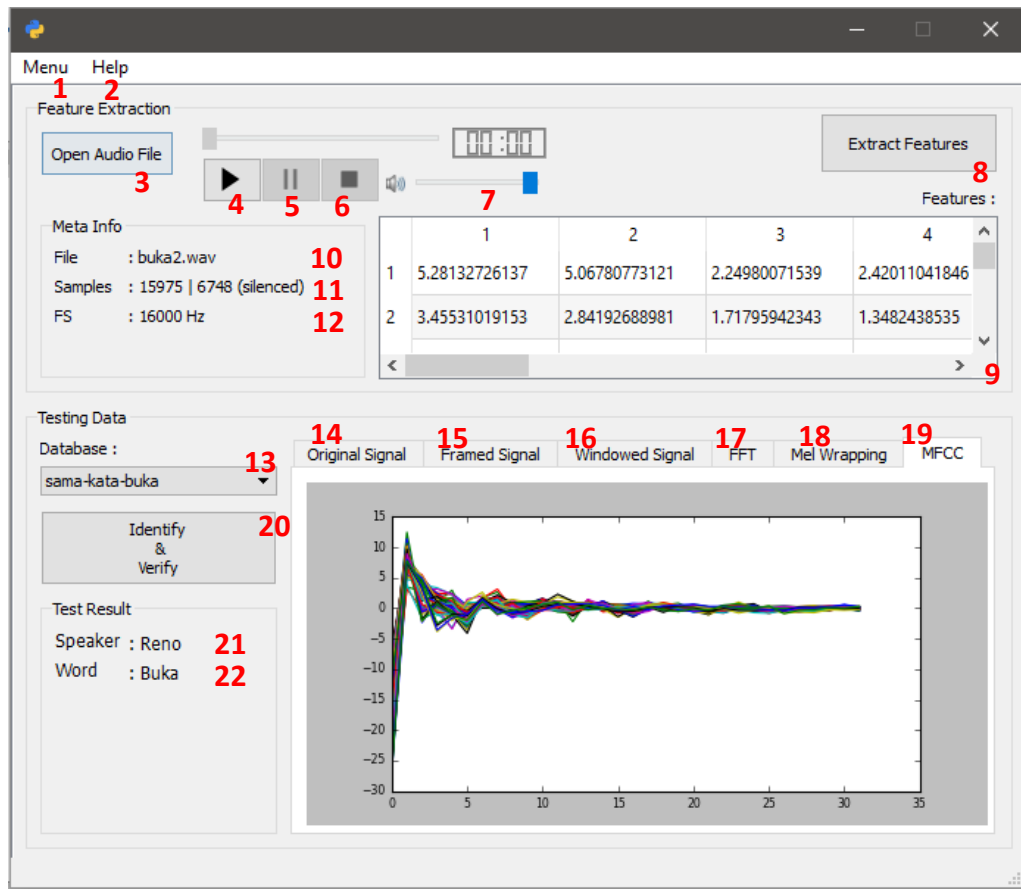 Menu Help
1 2
Feature Extraction
Open Audio File
3
00:00
4 5 6 7
Extract Features
8
Features :
Meta Info
File : buka2.wav 10
Samples : 15975 | 6748 (silenced) 11
FS : 16000 Hz 12
1 2 3 4
1 5.28132726137 5.06780773121 2.24980071539 2.42011041846
2 3.45531019153 2.84192688981 1.71795942343 1.3482438535
9
Testing Data
Database :
13
sama-kata-buka
14 15 16 17 18 19
Original Signal Framed Signal Windowed Signal FFT Mel Wrapping MFCC
Identify
&
Verify
20
Test Result
Speaker : Reno 21
Word : Buka 22
15
10
5
0
−5
−10
−15
−20
−25
−30
0 5 10 15 20 25 30 35